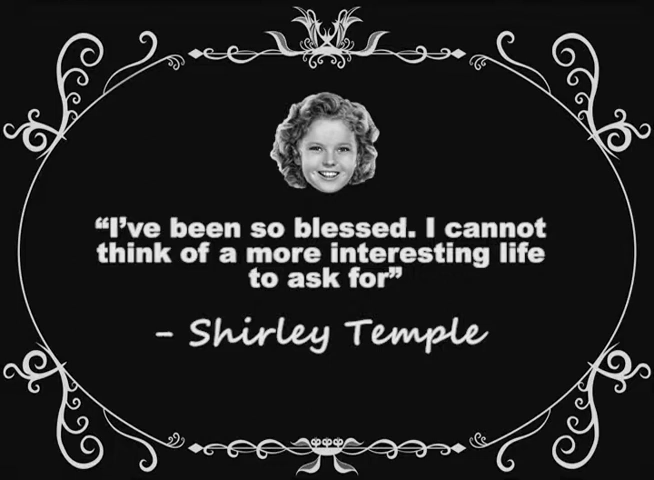 “I’ve been so blessed. I cannot
think of a more interesting life
to ask for”
- Shirley Temple